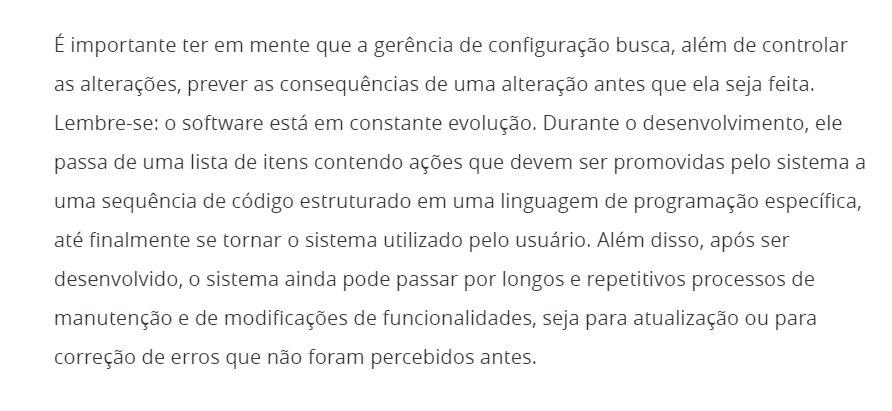 É importante ter em mente que a gerência de configuração busca, além de controlar
as alterações, prever as consequências de uma alteração antes que ela seja feita.
Lembre-se: o software está em constante evolução. Durante o desenvolvimento, ele
passa de uma lista de itens contendo ações que devem ser promovidas pelo sistema a
uma sequência de código estruturado em uma linguagem de programação específica,
até finalmente se tornar o sistema utilizado pelo usuário. Além disso, após ser
desenvolvido, o sistema ainda pode passar por longos e repetitivos processos de
manutenção e de modificações de funcionalidades, seja para atualização ou para
correção de erros que não foram percebidos antes.